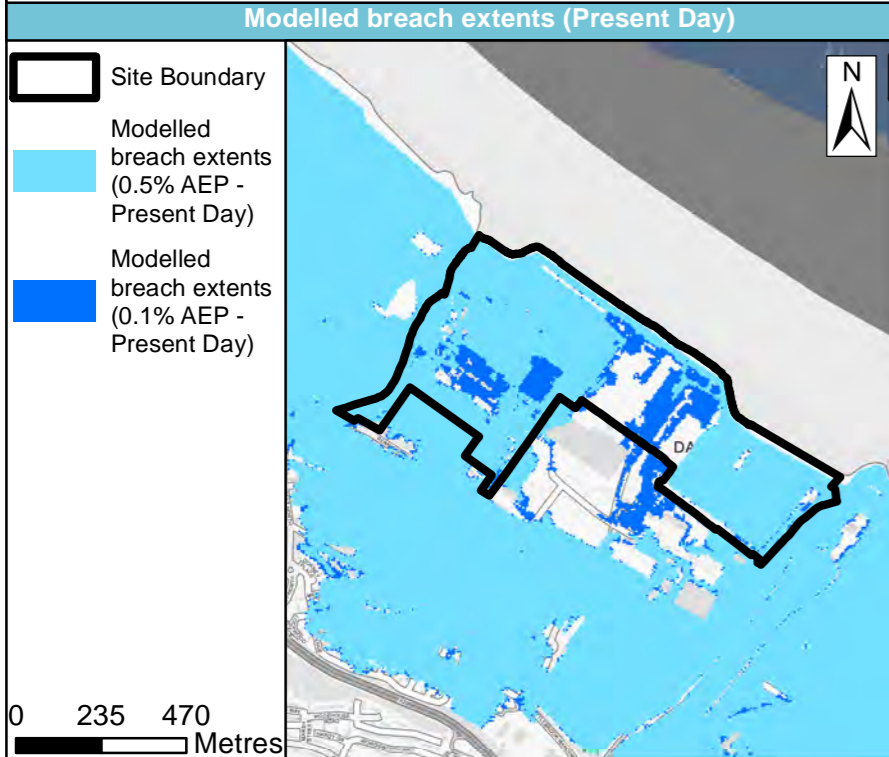 Modelled breach extents (Present Day)
Site Boundary
Modelled
breach extents
(0.5% AEP -
Present Day)
Modelled
breach extents
(0.1% AEP -
Present Day)
0 235 470
Metres
N
DA